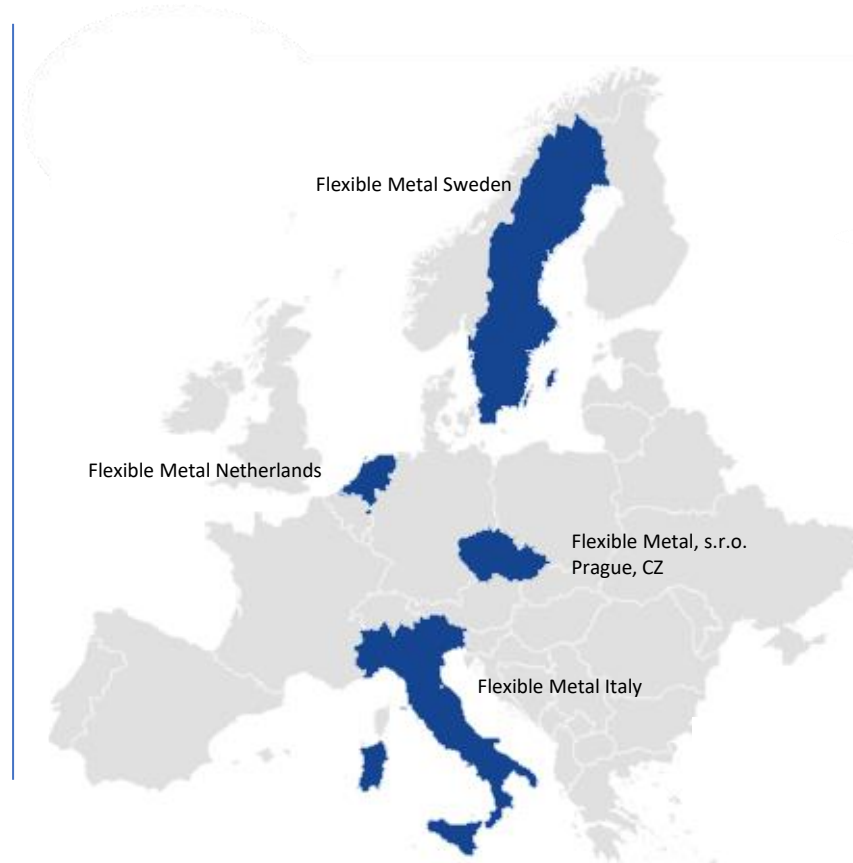 Flexible Metal Sweden
Flexible Metal Netherlands
Flexible Metal, s.r.o.
Prague, CZ
Flexible Metal Italy